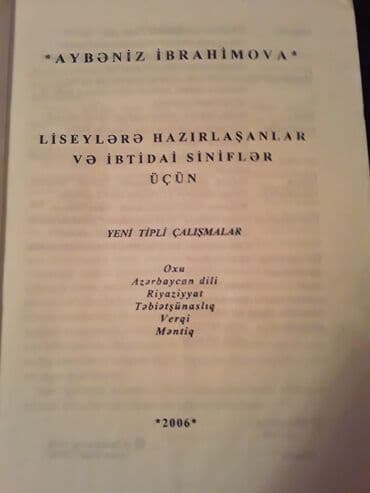 *AYBƏNİZ İBRAHİMOVA*
LİSEYLƏRƏ HAZIRLAŞANLAR
VƏ İBTİDAİ SİNİFLƏR
ÜÇÜN
YENİ TİPLİ ÇALIŞMALAR
Oxu
Azərbaycan dili
Riyaziyyat
Təbiətşünaslıq
Verqi
Məntiq
*2006*